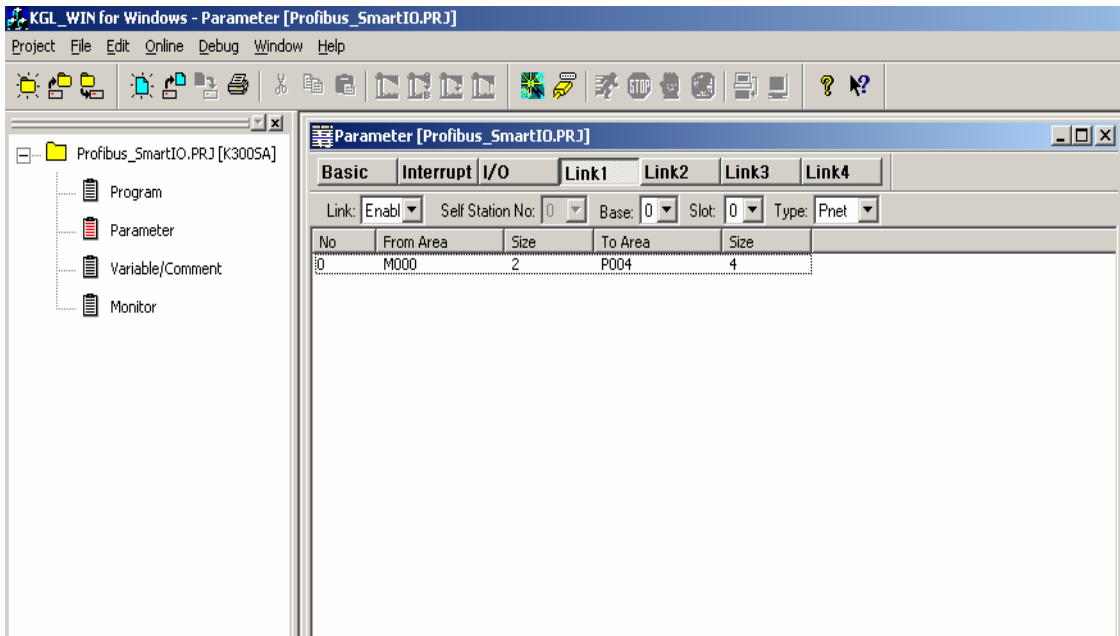 KGL_WIN for Windows - Parameter [Profibus_SmartIO.PRJ]
Project File Edit Online Debug Window Help
STOP
Profibus_SmartIO.PRJ [K300SA]
Program
Parameter
Variable/Comment
Monitor
Parameter [Profibus_SmartIO.PRJ]
Basic Interrupt I/O Link1 Link2 Link3 Link4
Link: Enabl Self Station No: 0 Base: 0 Slot: 0 Type: Pnet
No From Area Size To Area Size
0 M000 2 P004 4